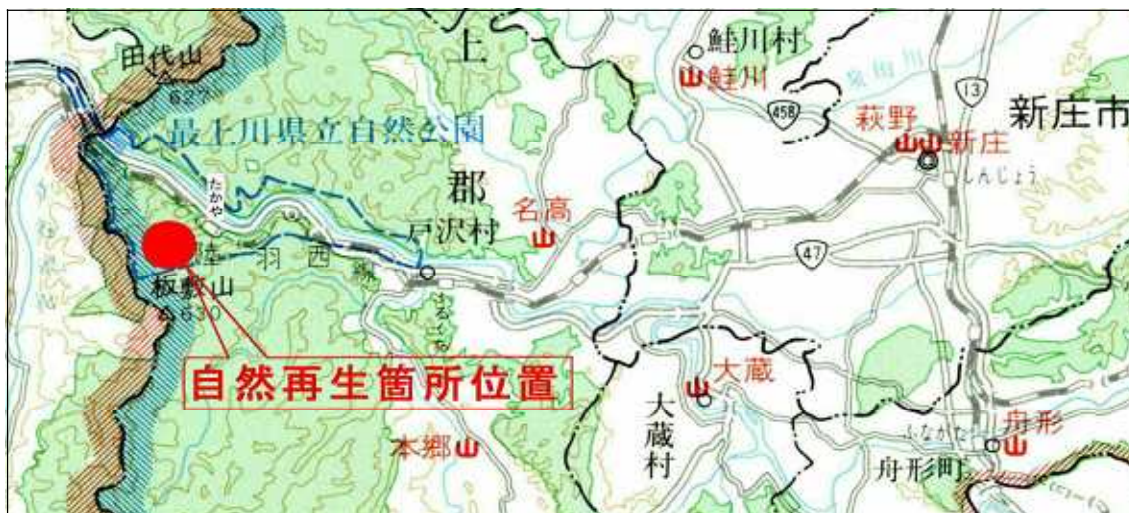 田代山
627
上
鮭川村
鮭川
泉田川
13
458
萩野
新庄
新庄市
しんじょう
最上川県立自然公園
たかや
郡
戸沢村
名高
陸羽西線
47
板敷山
630
自然再生箇所位置
大蔵
大蔵村
本郷
ふながた
舟形
舟形町